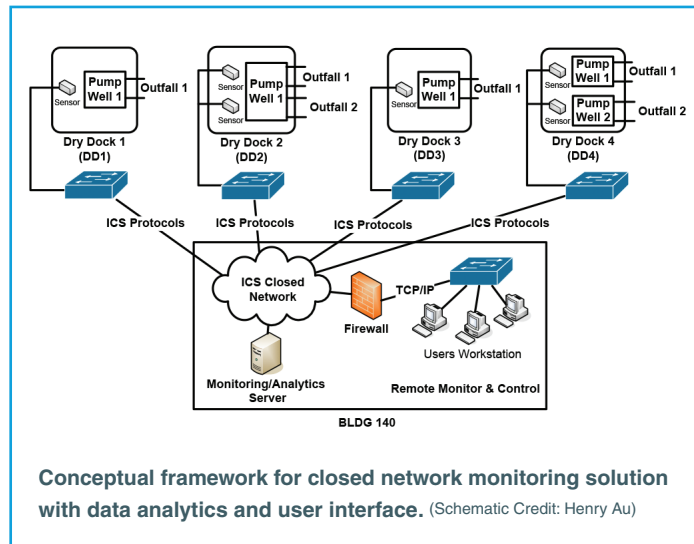 Sensor
Pump
Well 1
Outfall 1
Dry Dock 1
(DD1)
Sensor
Sensor
Pump
Well 1
Outfall 1
Outfall 2
Dry Dock 2
(DD2)
Sensor
Pump
Well 1
Outfall 1
Dry Dock 3
(DD3)
Sensor
Sensor
Pump
Well 1
Pump
Well 2
Outfall 1
Outfall 2
Dry Dock 4
(DD4)
ICS Protocols
ICS Protocols
ICS Protocols
ICS Protocols
ICS Closed
Network
Firewall
TCP/IP
Users Workstation
Monitoring/Analytics
Server
Remote Monitor & Control
BLDG 140
Conceptual framework for closed network monitoring solution
with data analytics and user interface. (Schematic Credit: Henry Au)